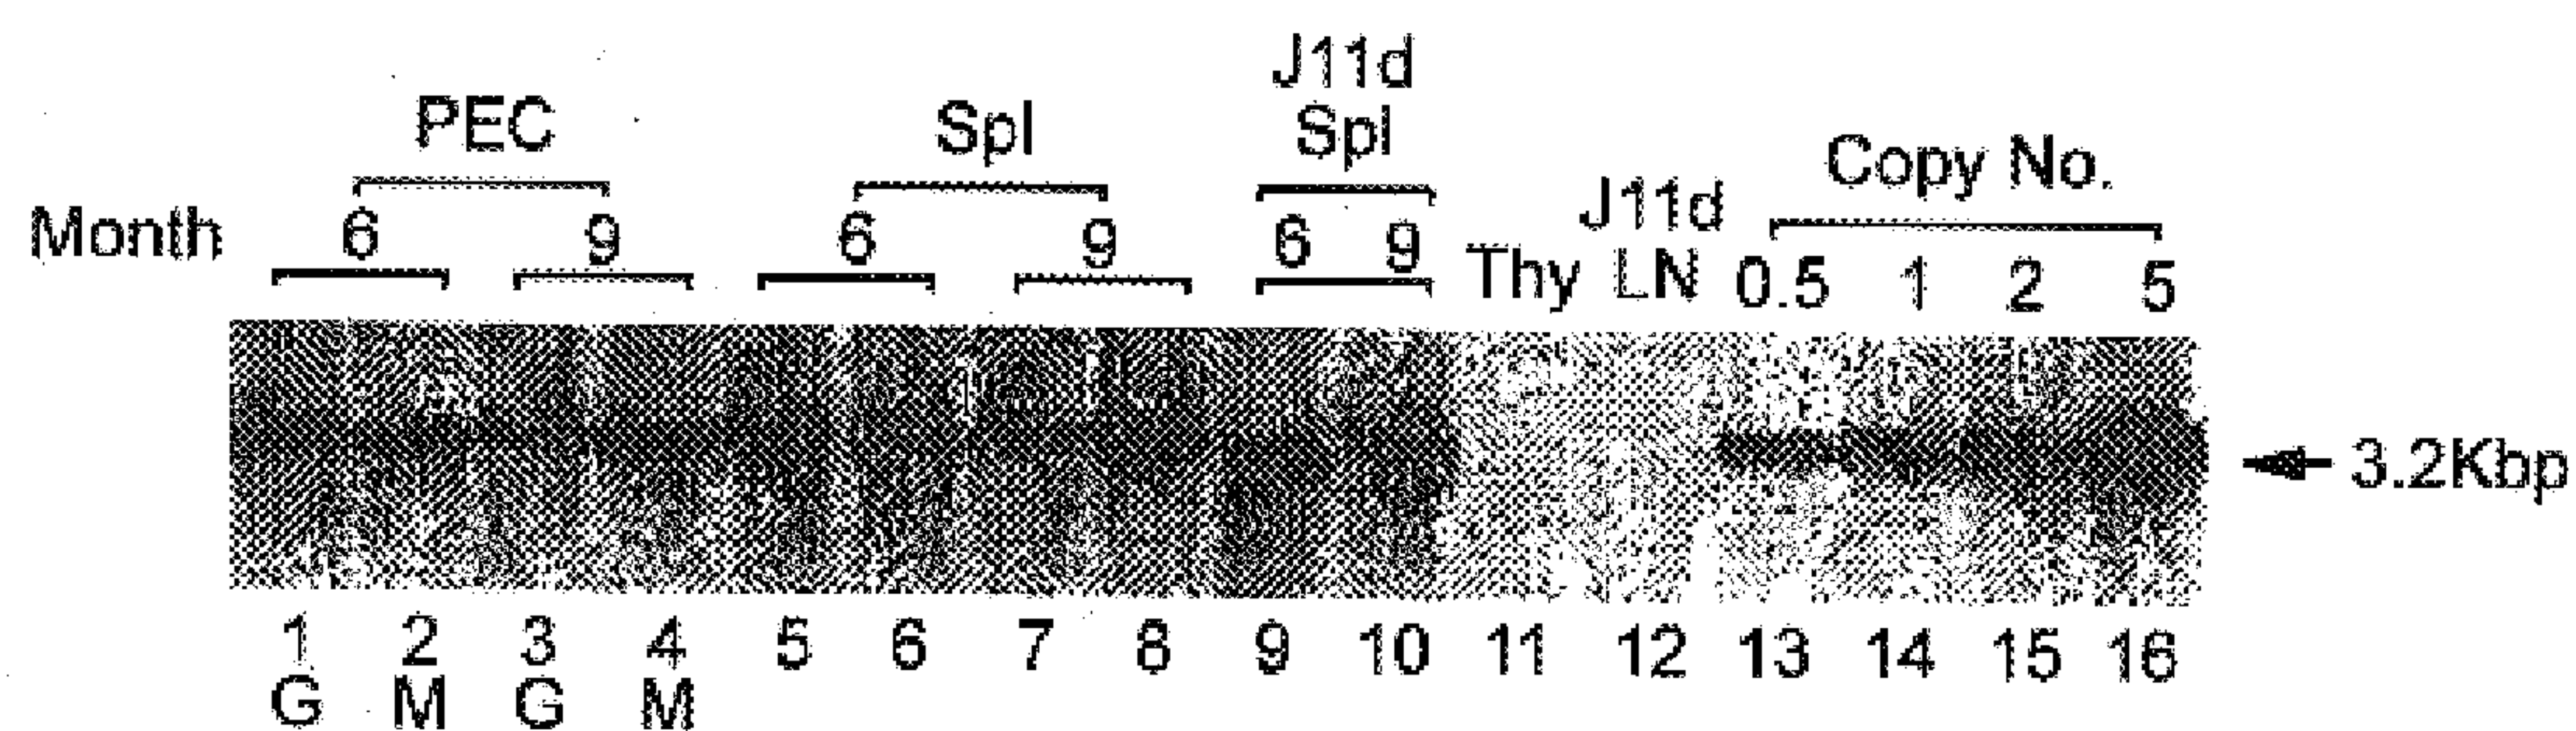 J11d
PEC Spl Spl Copy No.
Month 6 9 6 9 6 9 J11d
Thy LN 0.5 1 2 5
3.2Kbp
1 2 3 4 5 6 7 8 9 10 11 12 13 14 15 16
G M G M